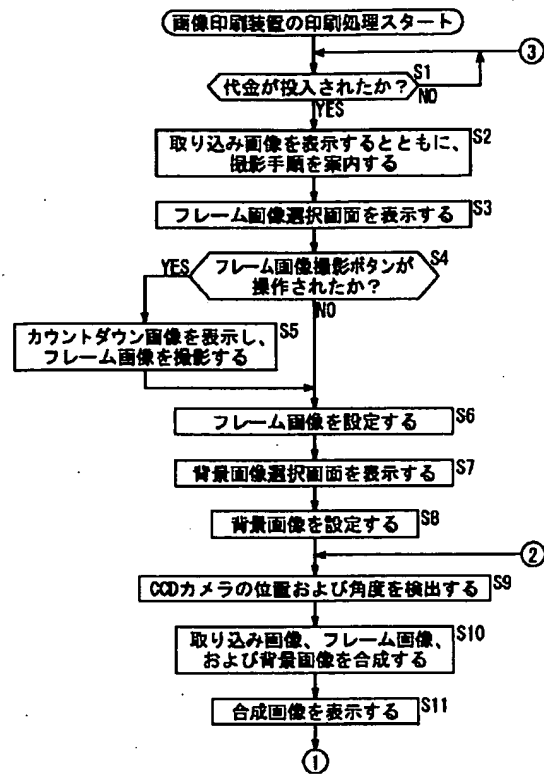 画像印刷装置の印刷処理スタート
③
代金が投入されたか?
S1
NO
YES
取り込み画像を表示するとともに、
撮影手順を案内する
S2
フレーム画像選択画面を表示する
S3
フレーム画像撮影ボタンが
操作されたか?
S4
YES
NO
カウントダウン画像を表示し、
フレーム画像を撮影する
S5
フレーム画像を設定する
S6
背景画像選択画面を表示する
S7
背景画像を設定する
S8
②
CCDカメラの位置および角度を検出する
S9
取り込み画像、フレーム画像、
および背景画像を合成する
S10
合成画像を表示する
S11
①